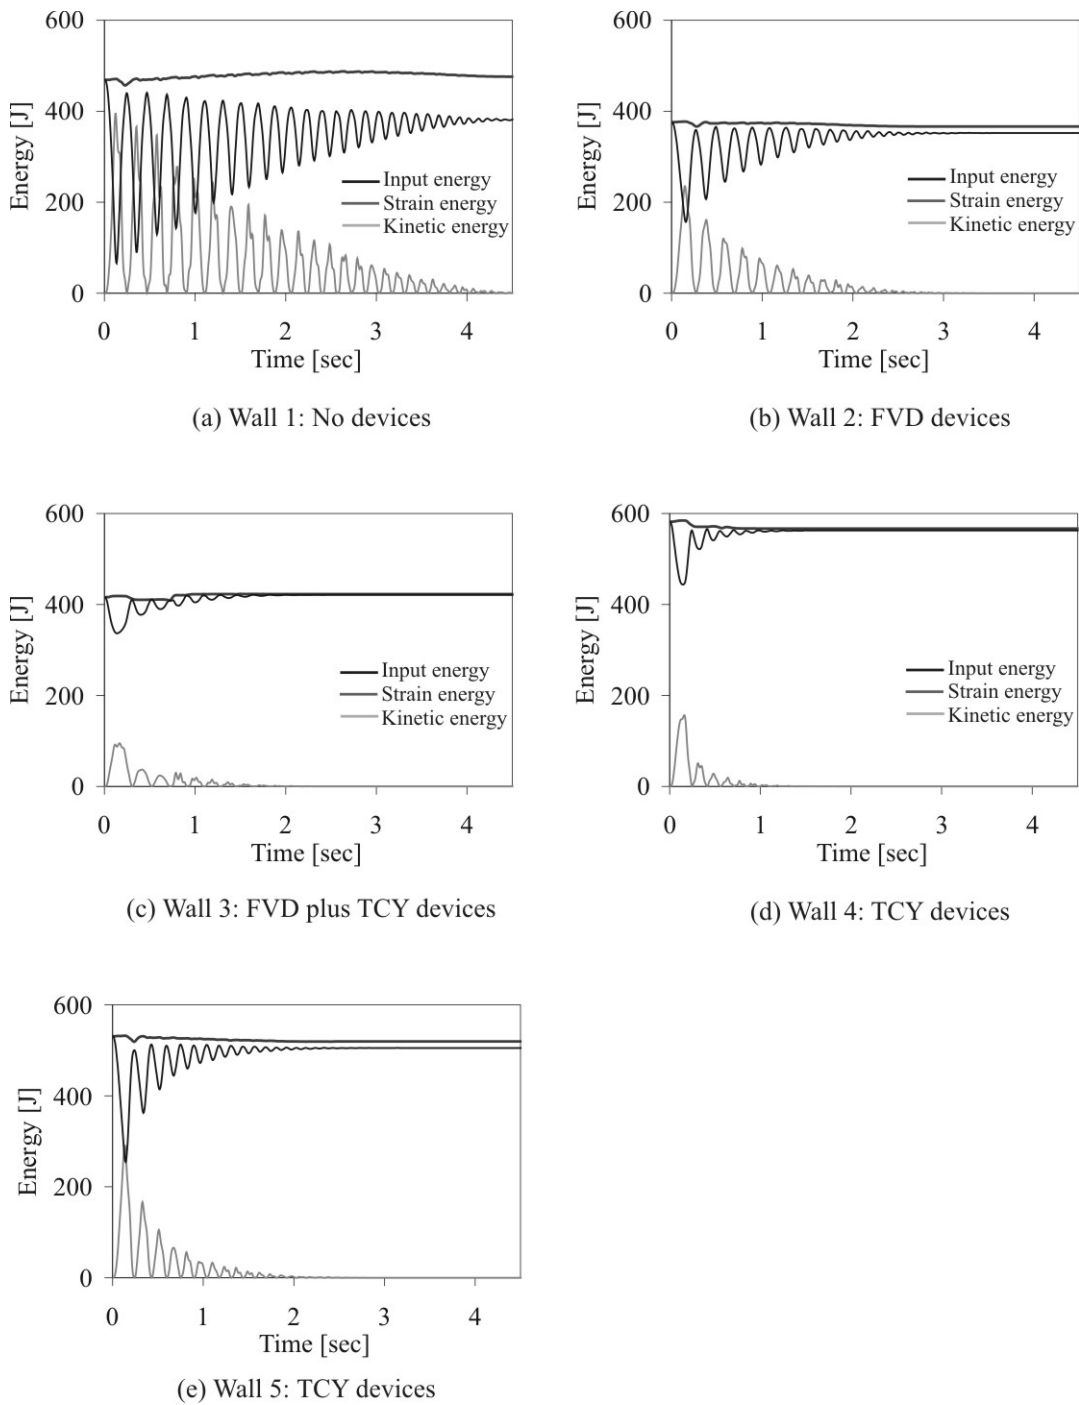 600
400
200
0
Energy [J]
Input energy
Strain energy
Kinetic energy
0 1 2 3 4
Time [sec]
(a) Wall 1: No devices
600
400
200
0
Energy [J]
Input energy
Strain energy
Kinetic energy
0 1 2 3 4
Time [sec]
(b) Wall 2: FVD devices
600
400
200
0
Energy [J]
Input energy
Strain energy
Kinetic energy
0 1 2 3 4
Time [sec]
(c) Wall 3: FVD plus TCY devices
600
400
200
0
Energy [J]
Input energy
Strain energy
Kinetic energy
0 1 2 3 4
Time [sec]
(d) Wall 4: TCY devices
600
400
200
0
Energy [J]
0 1 2 3 4
Time [sec]
(e) Wall 5: TCY devices